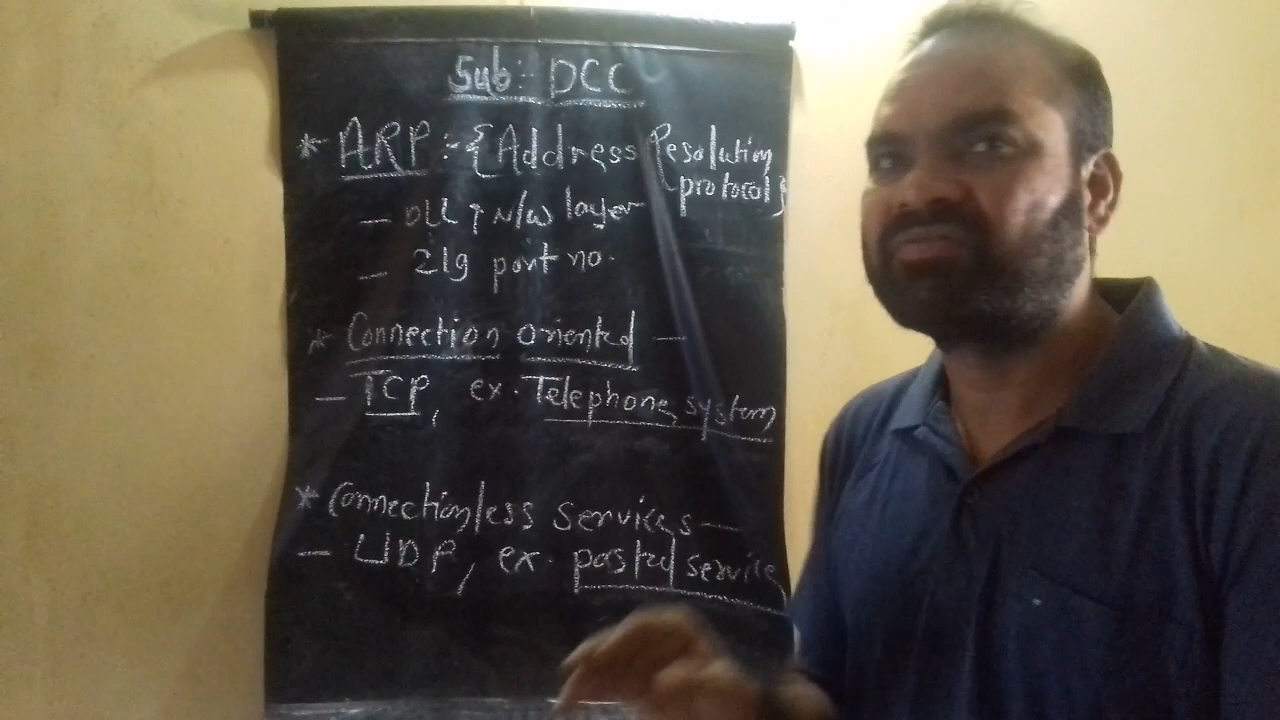 Sub:- DCC
* ARP :- {Address Resolution
protocol}
- DLL ↑ N/W layer
- 219 port no.
* Connection oriented -
- TCP, ex. Telephone system
* Connectionless services -
- UDP, ex. postal service